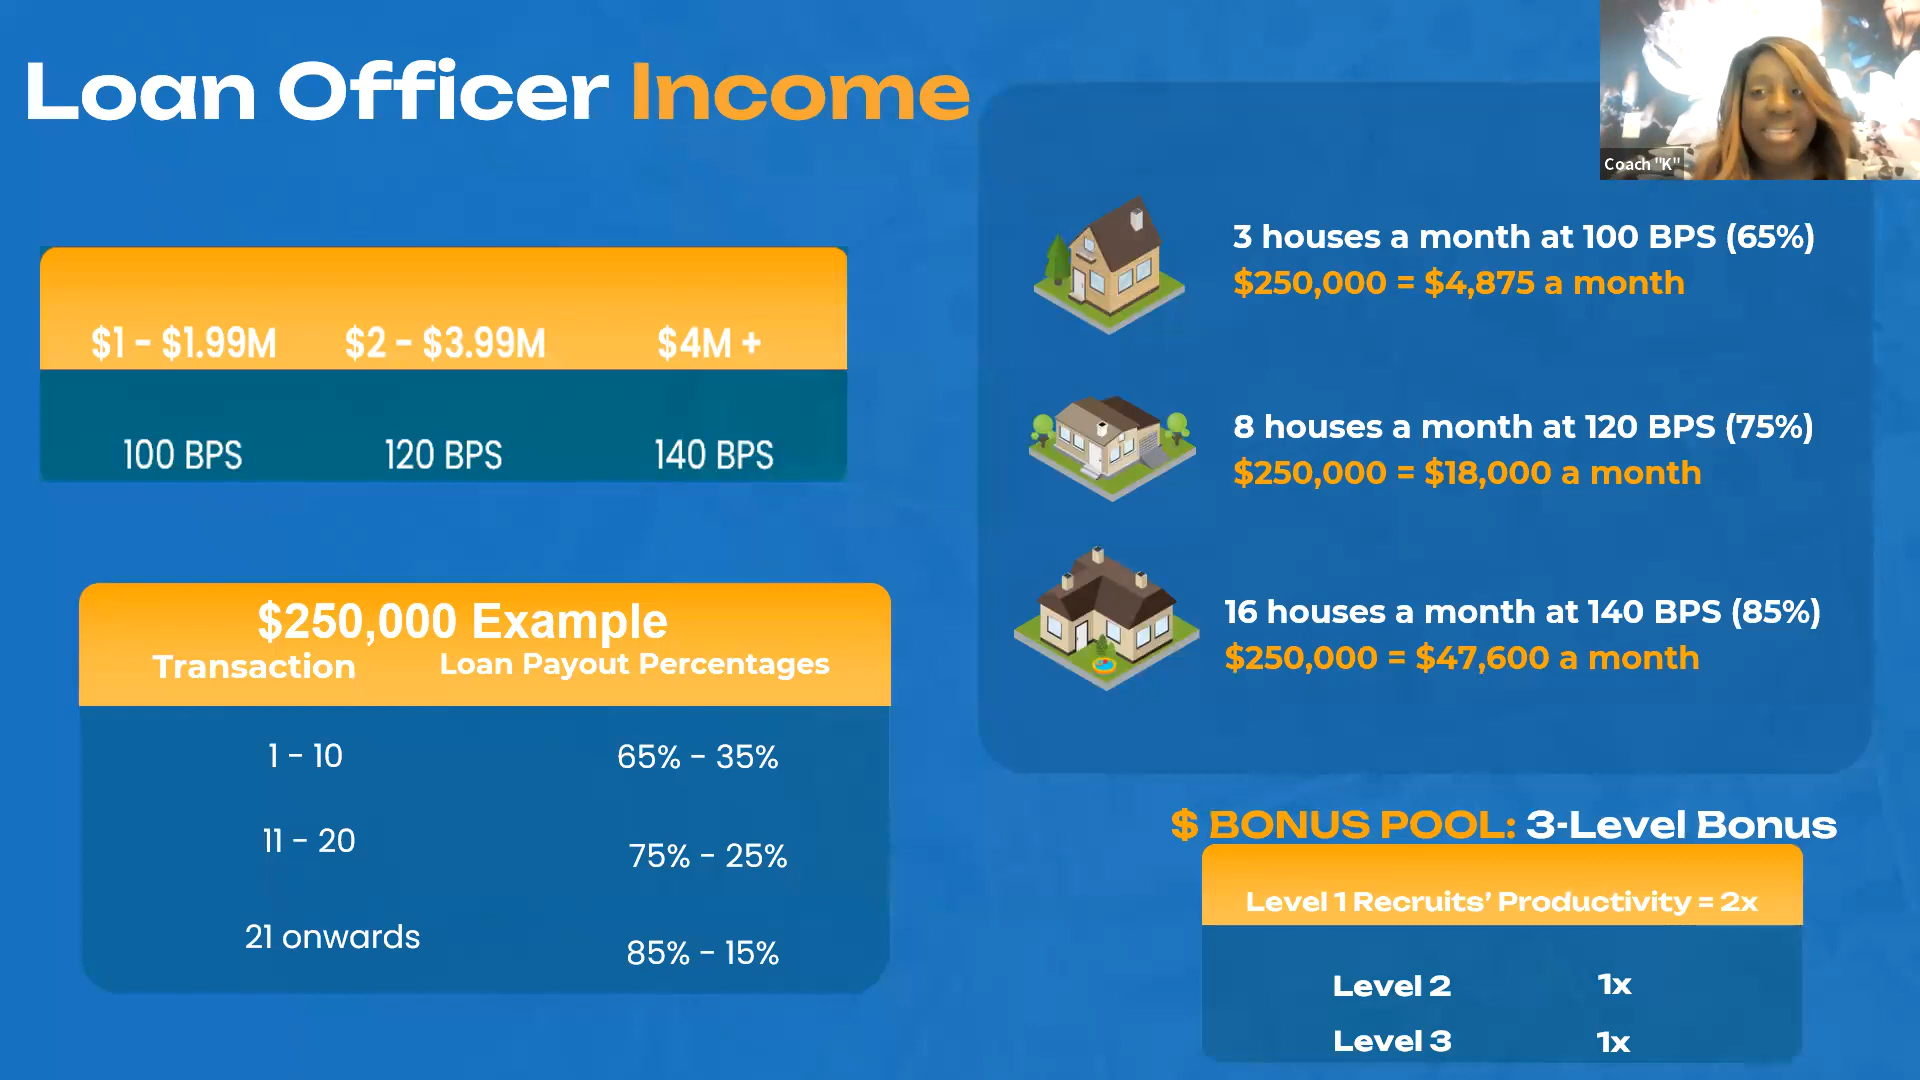 Loan Officer Income
Coach "K"
$1 - $1.99M $2 - $3.99M $4M +
100 BPS 120 BPS 140 BPS
$250,000 Example
Transaction Loan Payout Percentages
1 - 10 65% - 35%
11 - 20 75% - 25%
21 onwards 85% - 15%
3 houses a month at 100 BPS (65%)
$250,000 = $4,875 a month
8 houses a month at 120 BPS (75%)
$250,000 = $18,000 a month
16 houses a month at 140 BPS (85%)
$250,000 = $47,600 a month
$ BONUS POOL: 3-Level Bonus
Level 1 Recruits’ Productivity = 2x
Level 2 1x
Level 3 1x